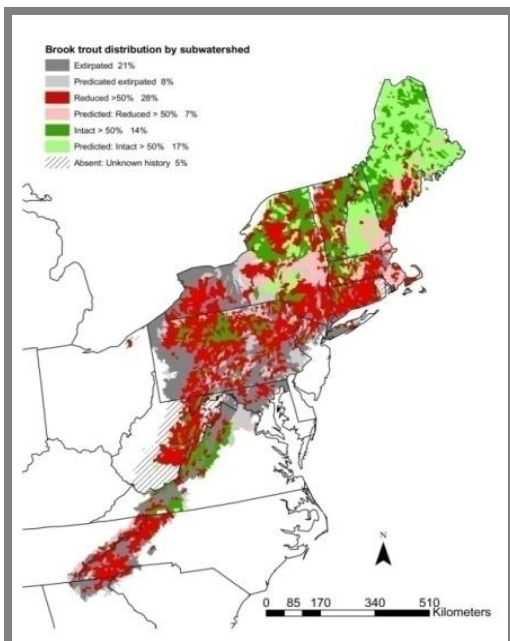 Brook trout distribution by subwatershed
Extirpated 21%
Predicated extirpated 8%
Reduced >50% 28%
Predicted: Reduced > 50% 7%
Intact > 50% 14%
Predicted: Intact > 50% 17%
Absent: Unknown history 5%
N
0 85 170 340 510
Kilometers